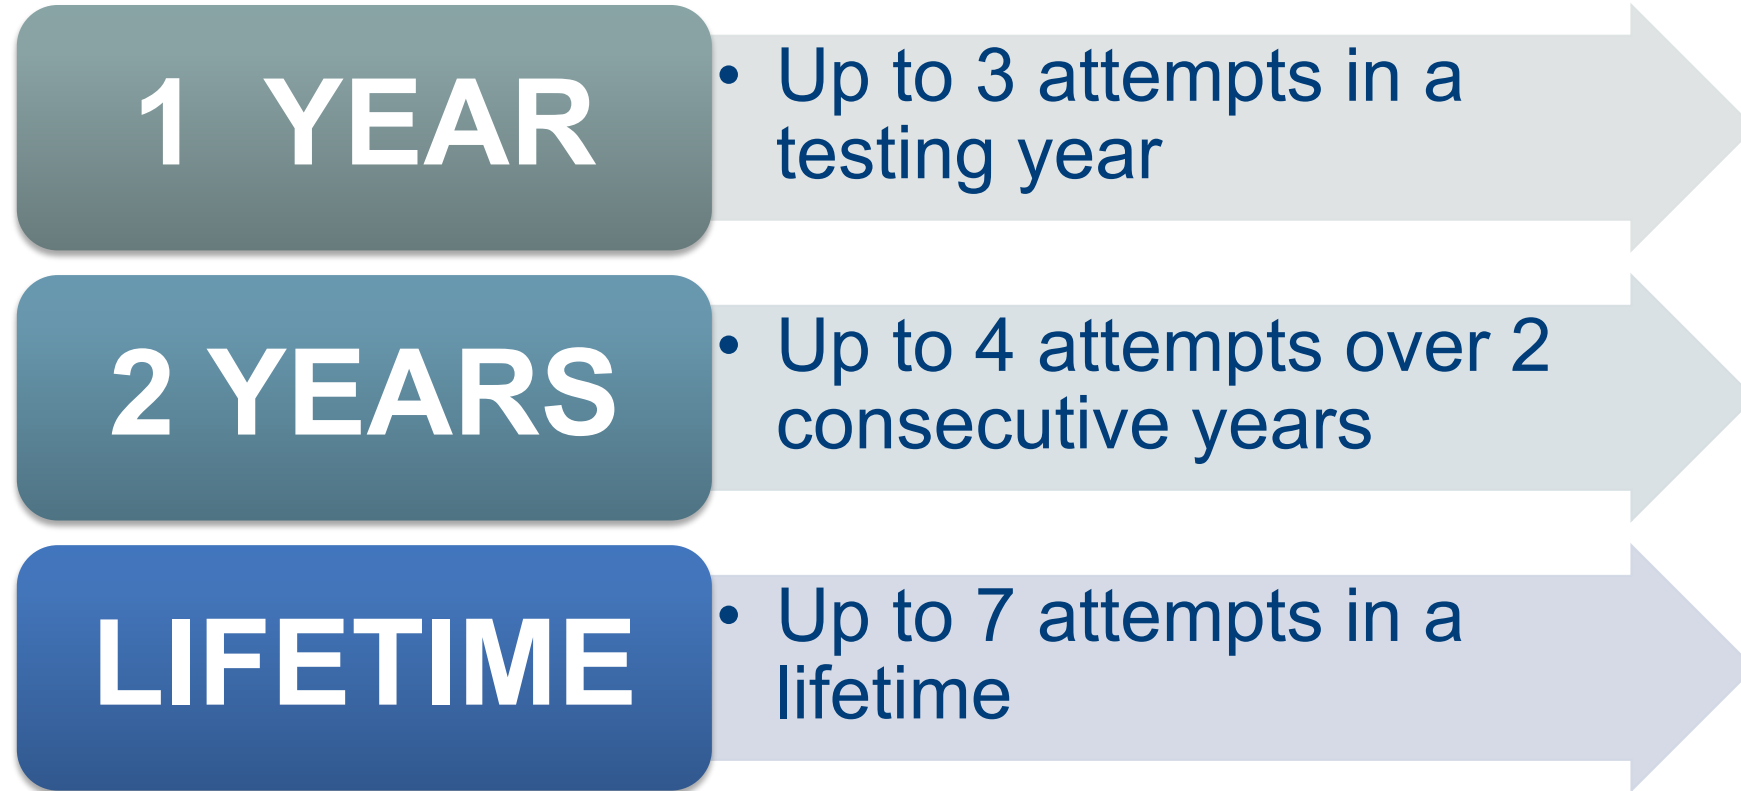 1 YEAR
• Up to 3 attempts in a
testing year
2 YEARS
• Up to 4 attempts over 2
consecutive years
LIFETIME
• Up to 7 attempts in a
lifetime